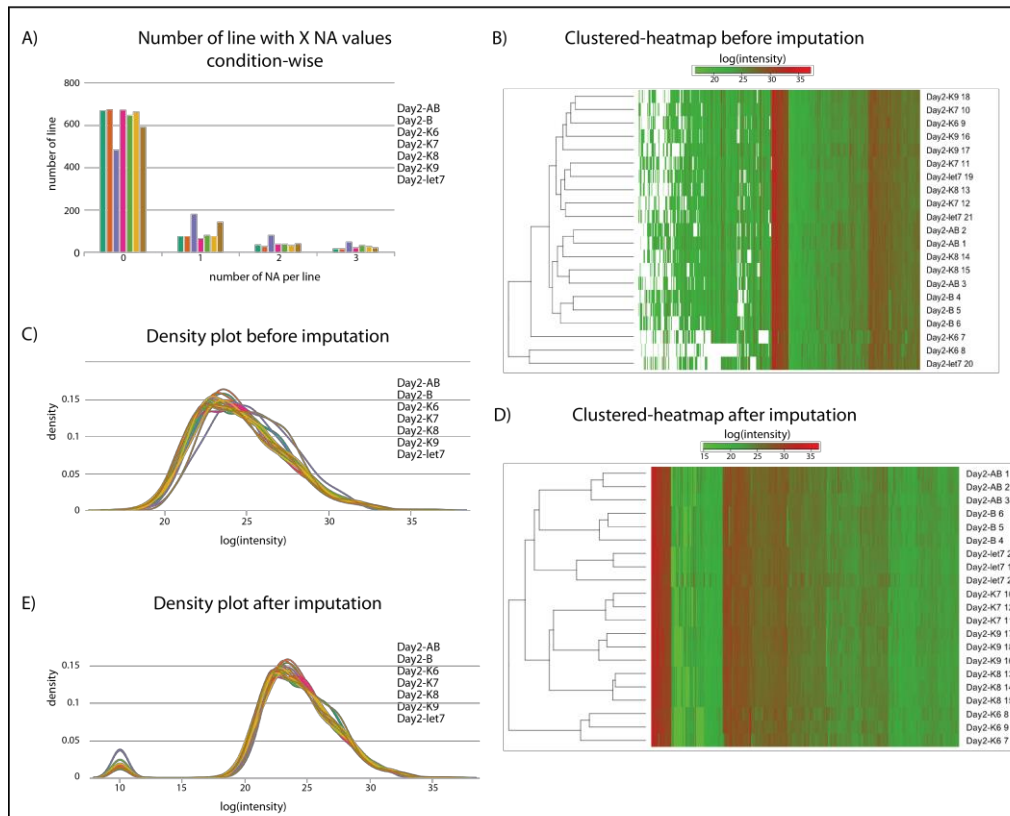 A)
Number of line with X NA values
condition-wise
800
600
400
200
0
number of line
0 1 2 3
number of NA per line
Day2-AB
Day2-B
Day2-K6
Day2-K7
Day2-K8
Day2-K9
Day2-let7
B)
Clustered-heatmap before imputation
log(intensity)
20 25 30 35
Day2-K9 18
Day2-K7 10
Day2-K6 9
Day2-K9 16
Day2-K9 17
Day2-K7 11
Day2-let7 19
Day2-K8 13
Day2-K7 12
Day2-let7 21
Day2-AB 2
Day2-AB 1
Day2-K8 14
Day2-K8 15
Day2-AB 3
Day2-B 4
Day2-B 5
Day2-B 6
Day2-K6 7
Day2-K6 8
Day2-let7 20
C)
Density plot before imputation
0.15
0.1
0.05
0
density
20 25 30 35
log(intensity)
Day2-AB
Day2-B
Day2-K6
Day2-K7
Day2-K8
Day2-K9
Day2-let7
D)
Clustered-heatmap after imputation
log(intensity)
15 20 25 30 35
Day2-AB 1
Day2-AB 2
Day2-AB 3
Day2-B 6
Day2-B 5
Day2-B 4
Day2-let7 2
Day2-let7 1
Day2-let7 2
Day2-K7 10
Day2-K7 12
Day2-K7 11
Day2-K9 17
Day2-K9 18
Day2-K9 16
Day2-K8 13
Day2-K8 14
Day2-K8 15
Day2-K6 8
Day2-K6 9
Day2-K6 7
E)
Density plot after imputation
0.15
0.1
0.05
0
density
10 15 20 25 30 35
log(intensity)
Day2-AB
Day2-B
Day2-K6
Day2-K7
Day2-K8
Day2-K9
Day2-let7